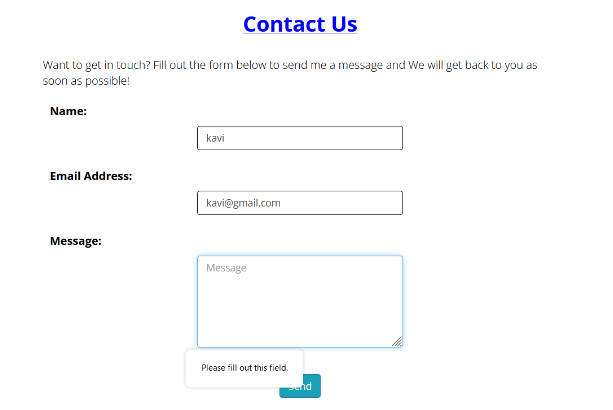 Contact Us
Want to get in touch? Fill out the form below to send me a message and We will get back to you as
soon as possible!
Name:
kavi
Email Address:
kavi@gmail.com
Message:
Message
Please fill out this field.
Send